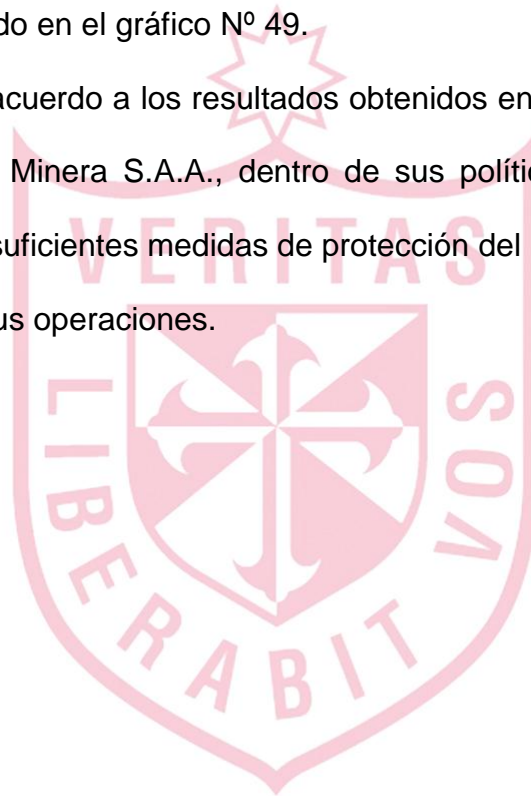 do en el gráfico Nº 49.
acuerdo a los resultados obtenidos en
Minera S.A.A., dentro de sus polític
suficientes medidas de protección del
us operaciones.
VERITAS
LIBERABIT VOS